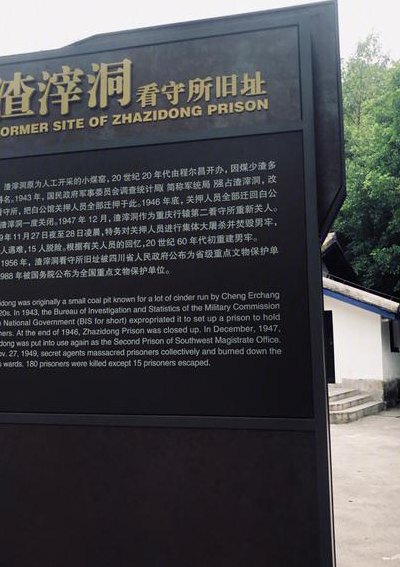 渣滓洞看守所旧址
ORMER SITE OF ZHAZIDONG PRISON
渣滓洞原为人工开采的小煤窑，20世纪20年代由程尔昌开办，因煤少渣多
得名。1943年，国民政府军事委员会调查统计局（简称军统局）强占渣滓洞，改
看守所，把白公馆关押人员全部迁押于此。1946年底，关押人员全部迁回白公
渣滓洞一度关闭。1947年12月，渣滓洞作为重庆行辕第二看守所重新关人。
9年11月27日夜至28日凌晨，特务对关押人员进行集体大屠杀并焚毁男牢，
人遇难，15人脱险。根据有关人员的回忆，20世纪60年代初重建男牢。
1956年，渣滓洞看守所旧址被四川省人民政府公布为省级重点文物保护单
988年被国务院公布为全国重点文物保护单位。
idong was originally a small coal pit known for a lot of cinder run by Cheng Erchang
20s. In 1943, the Bureau of Investigation and Statistics of the Military Commission
e National Government (BIS for short) expropriated it to set up a prison to hold
ners. At the end of 1946, Zhazidong Prison was closed up. In December, 1947,
dong was put into use again as the Second Prison of Southwest Magistrate Office.
ov. 27, 1949, secret agents massacred prisoners collectively and burned down the
s wards. 180 prisoners were killed except 15 prisoners escaped.